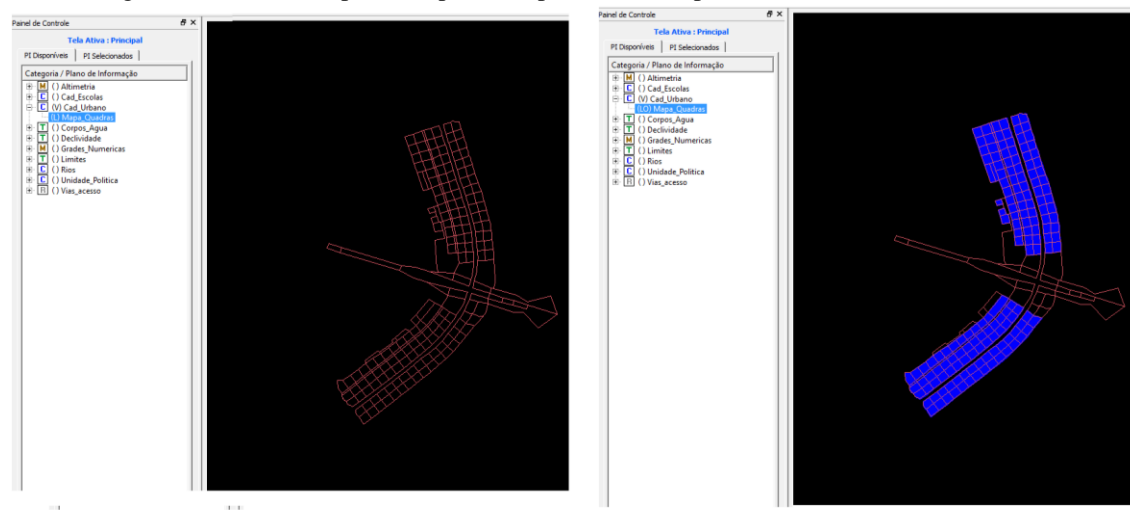 Painel de Controle
Tela Ativa : Principal
PI Disponíveis
PI Selecionados
Categoria / Plano de Informação
M () Altimetria
C () Cad_Escolas
C (V) Cad_Urbano
(L) Mapa_Quadras
T () Corpos_Agua
T () Declividade
M () Grades_Numericas
T () Limites
C () Rios
C () Unidade_Politica
R () Vias_acesso
Painel de Controle
Tela Ativa : Principal
PI Disponíveis
PI Selecionados
Categoria / Plano de Informação
M () Altimetria
C () Cad_Escolas
C (V) Cad_Urbano
(LO) Mapa_Quadras
T () Corpos_Agua
T () Declividade
M () Grades_Numericas
T () Limites
C () Rios
C () Unidade_Politica
R () Vias_acesso